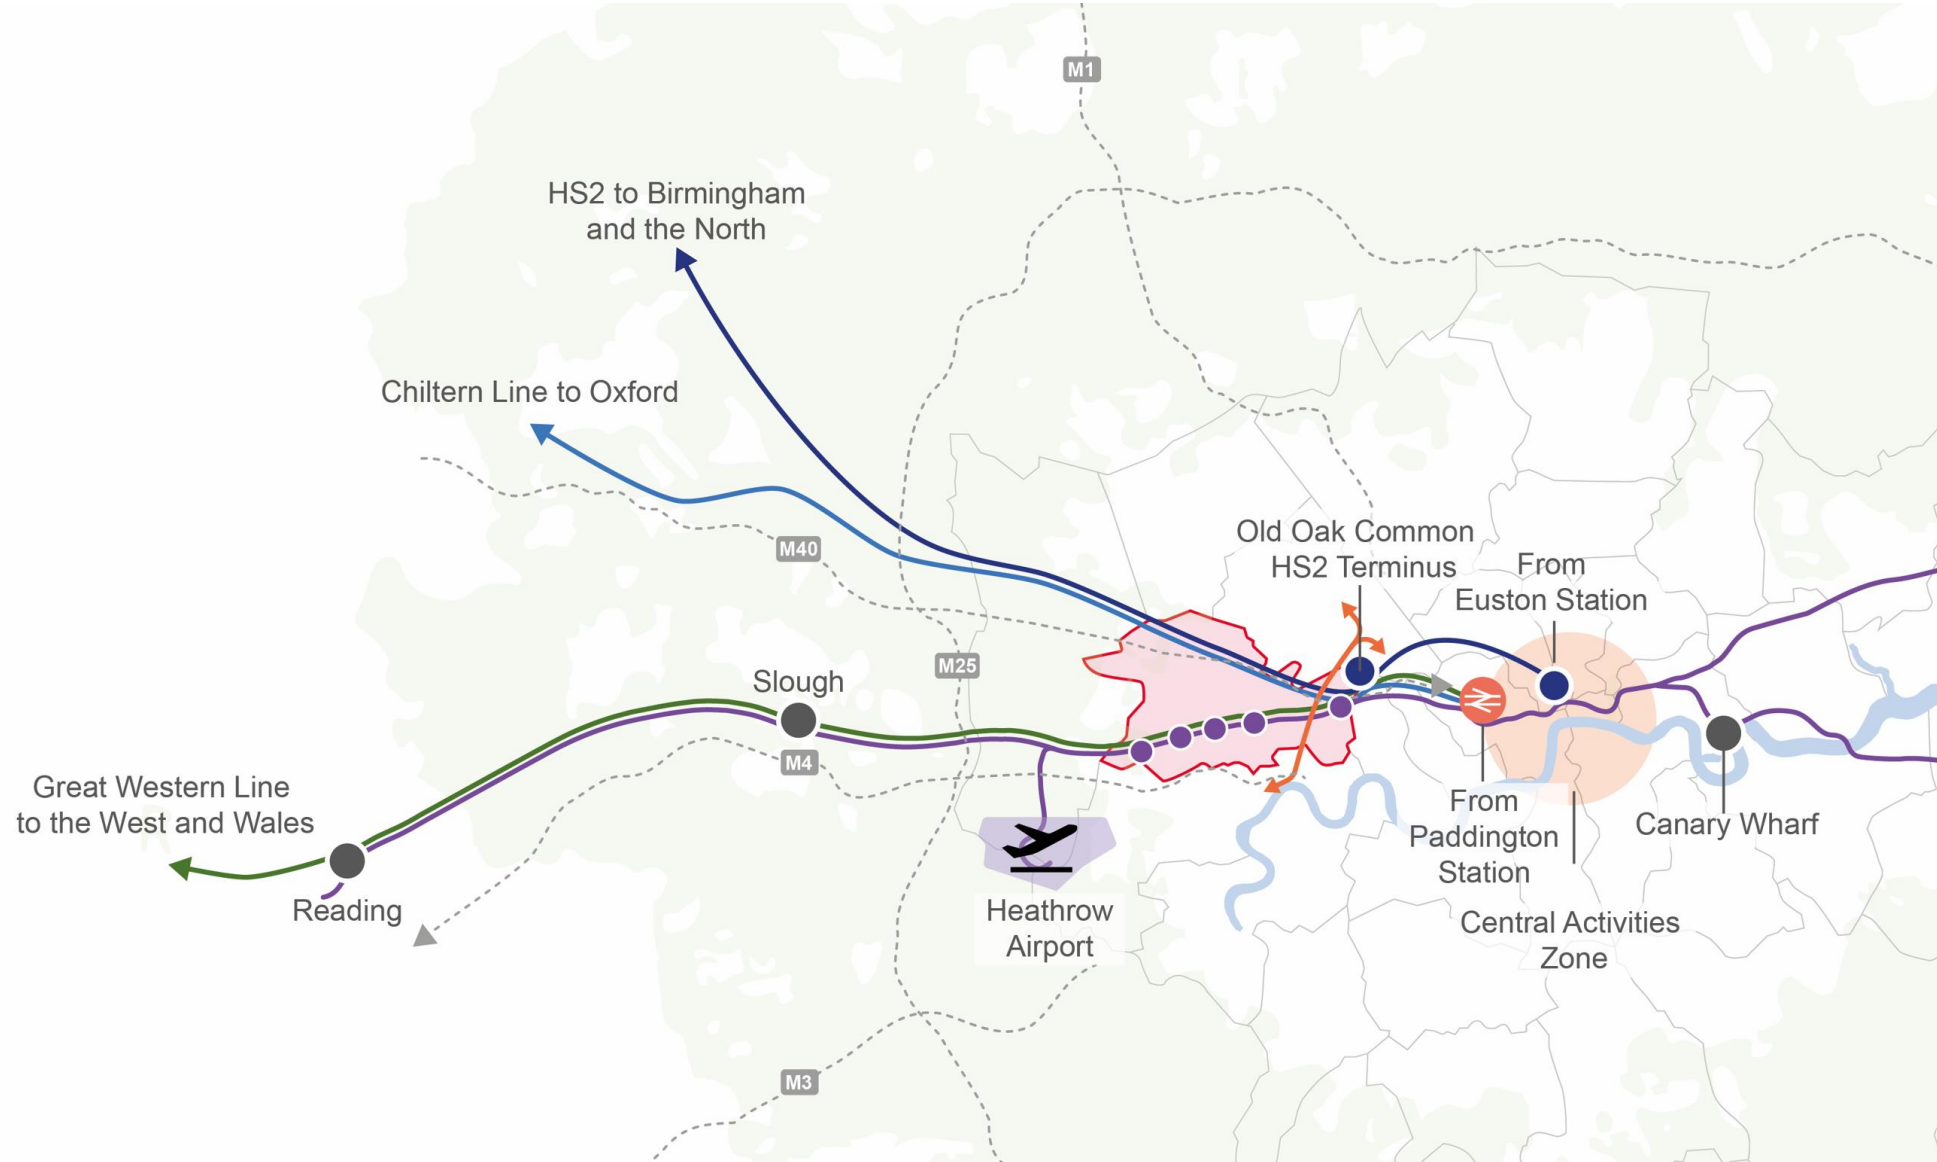 M1
HS2 to Birmingham
and the North
Chiltern Line to Oxford
M40
Old Oak Common
HS2 Terminus
From
Euston Station
M25
Slough
M4
Great Western Line
to the West and Wales
Reading
Heathrow
Airport
From
Paddington
Station
Canary Wharf
Central Activities
Zone
M3